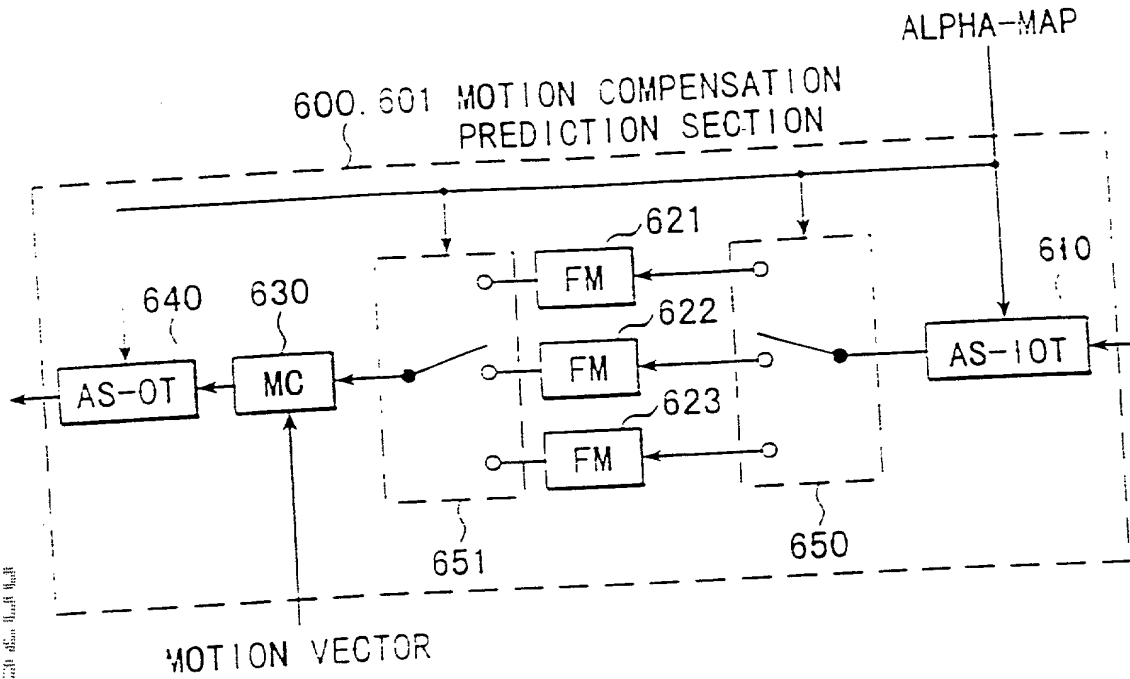 ALPHA-MAP
600. 601 MOTION COMPENSATION
PREDICTION SECTION
621
610
FM
640
630
622
AS-IOT
AS-OT
MC
FM
623
FM
651
650
MOTION VECTOR